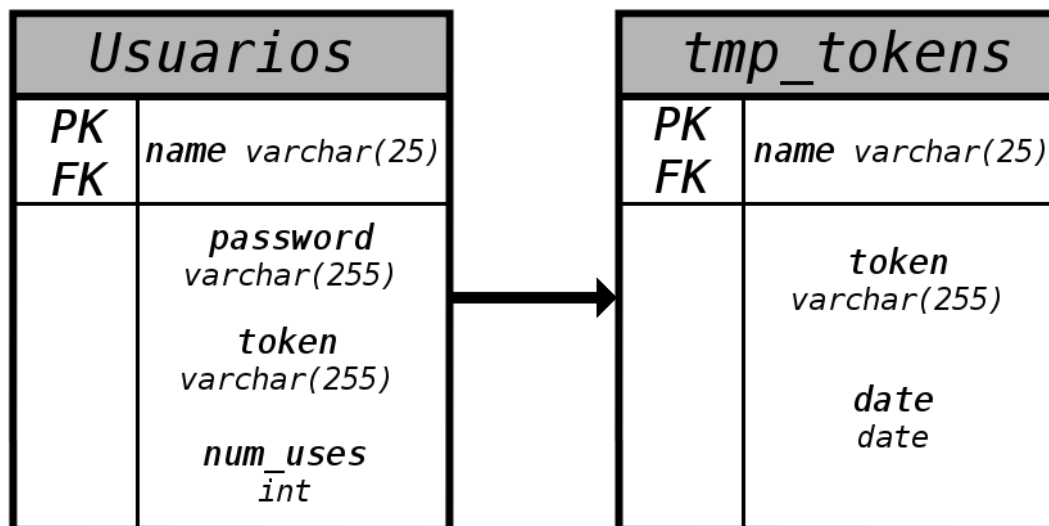 Usuarios
PK
FK
name varchar(25)
password
varchar(255)
token
varchar(255)
num_uses
int
tmp_tokens
PK
FK
name varchar(25)
token
varchar(255)
date
date